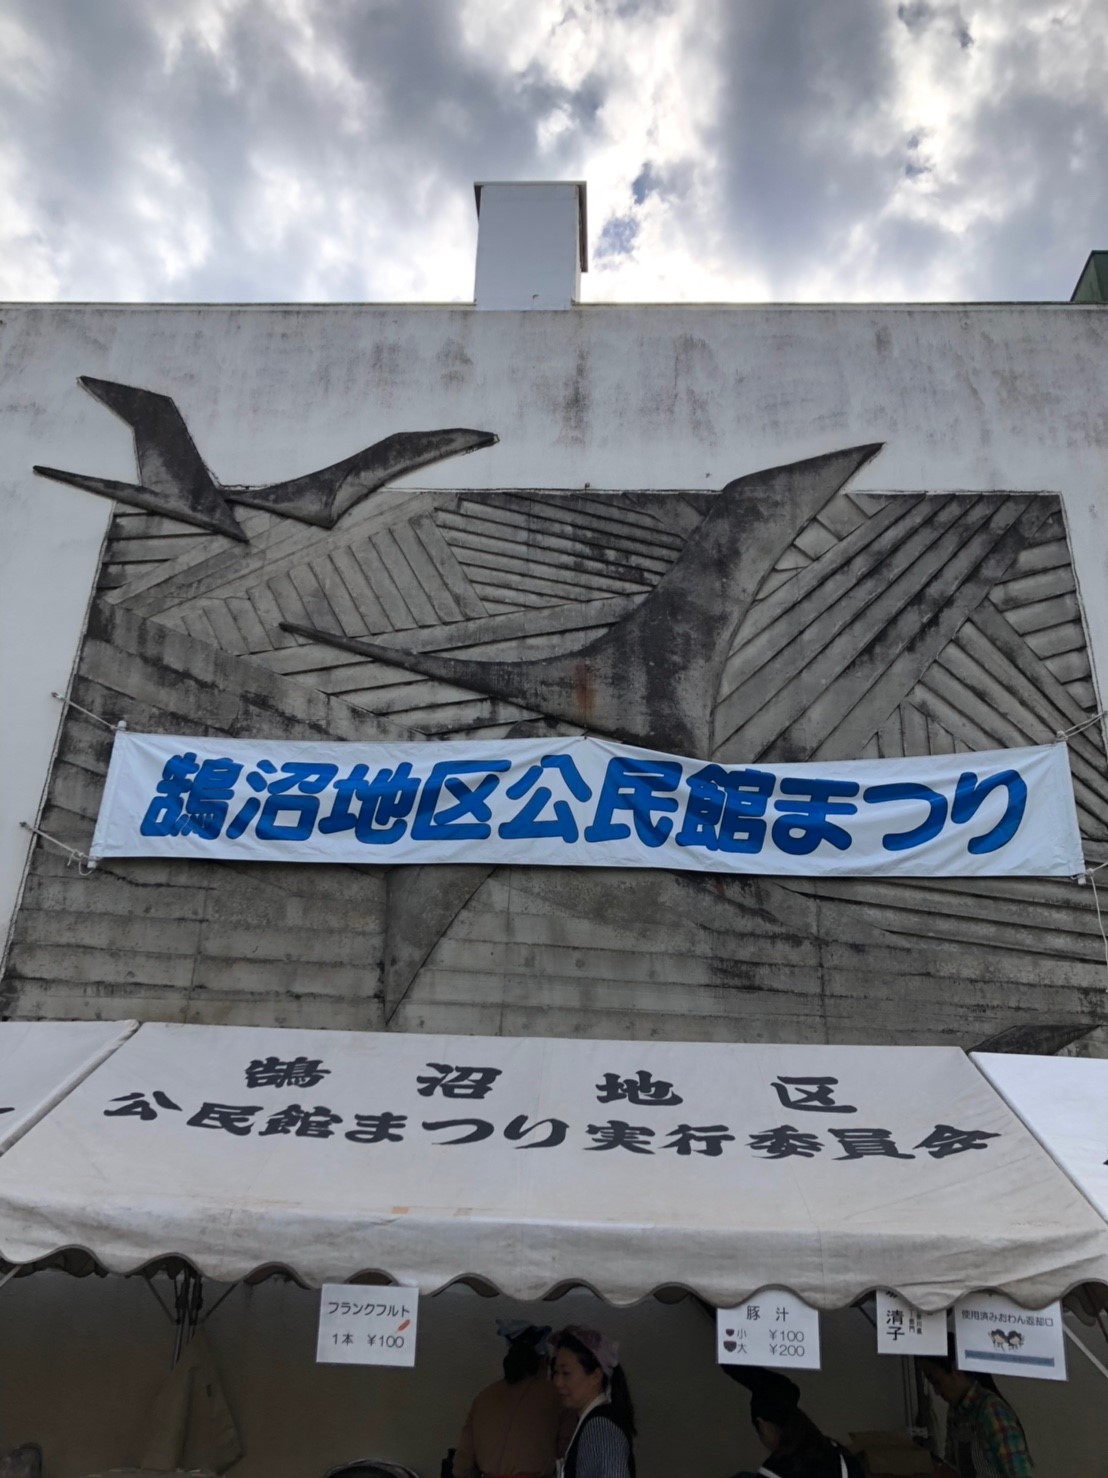 鵠沼地区公民館まつり
鵠沼地区
公民館まつり実行委員会
フランクフルト
1本 ¥100
豚汁
小 ¥100
大 ¥200
清子
使用済みおわん返却口